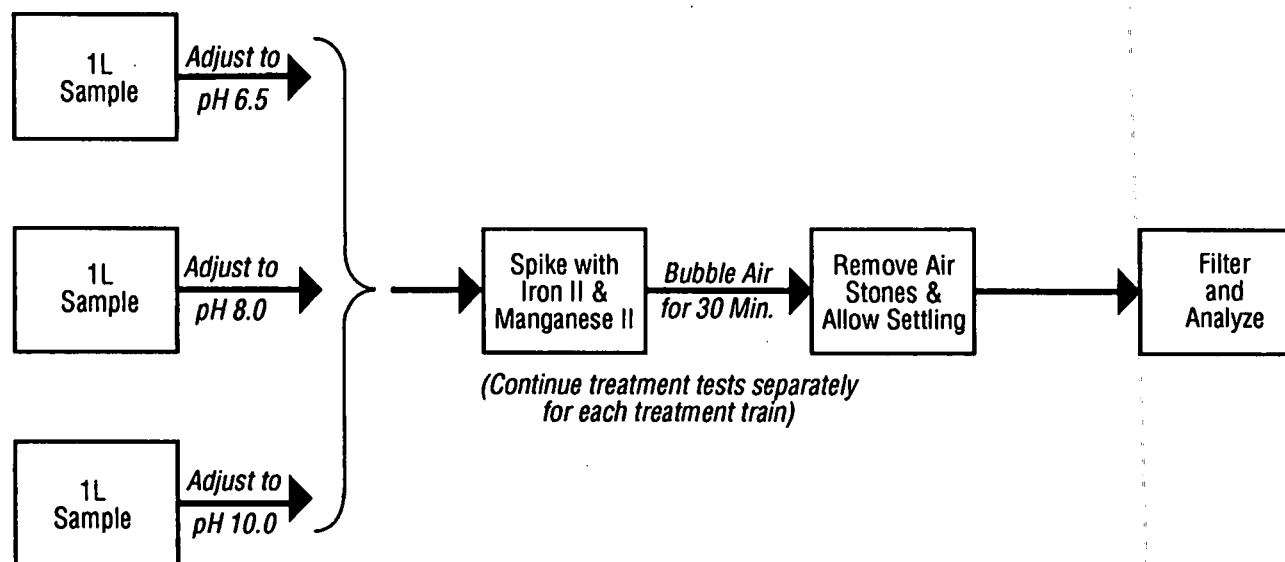 1L
Sample
Adjust to
pH 6.5
1L
Sample
Adjust to
pH 8.0
1L
Sample
Adjust to
pH 10.0
Spike with
Iron II &
Manganese II
Bubble Air
for 30 Min.
Remove Air
Stones &
Allow Settling
Filter
and
Analyze
(Continue treatment tests separately
for each treatment train)